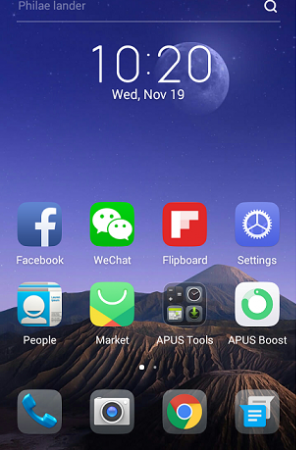 Philae lander
10:20
Wed, Nov 19
Facebook WeChat Flipboard Settings
People Market APUS Tools APUS Boost